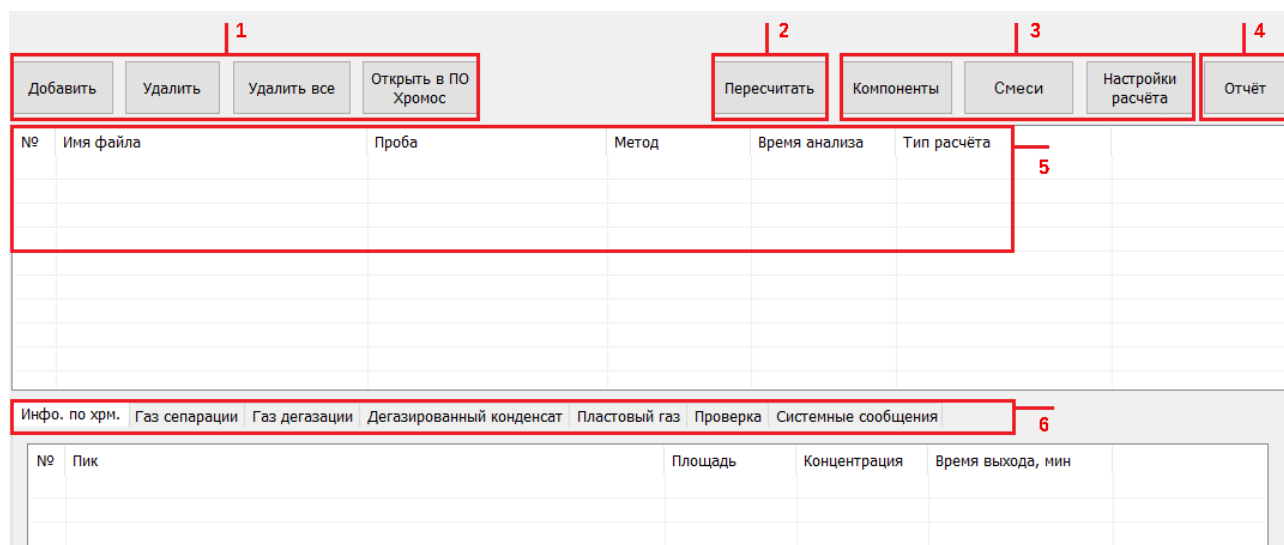 1 2 3 4
Добавить Удалить Удалить все Открыть в ПО Хромос Пересчитать Компоненты Смеси Настройки расчёта Отчёт
№ Имя файла Проба Метод Время анализа Тип расчёта
5
Инфо. по хрм. Газ сепарации Газ дегазации Дегазированный конденсат Пластовый газ Проверка Системные сообщения
6
№ Пик Площадь Концентрация Время выхода, мин